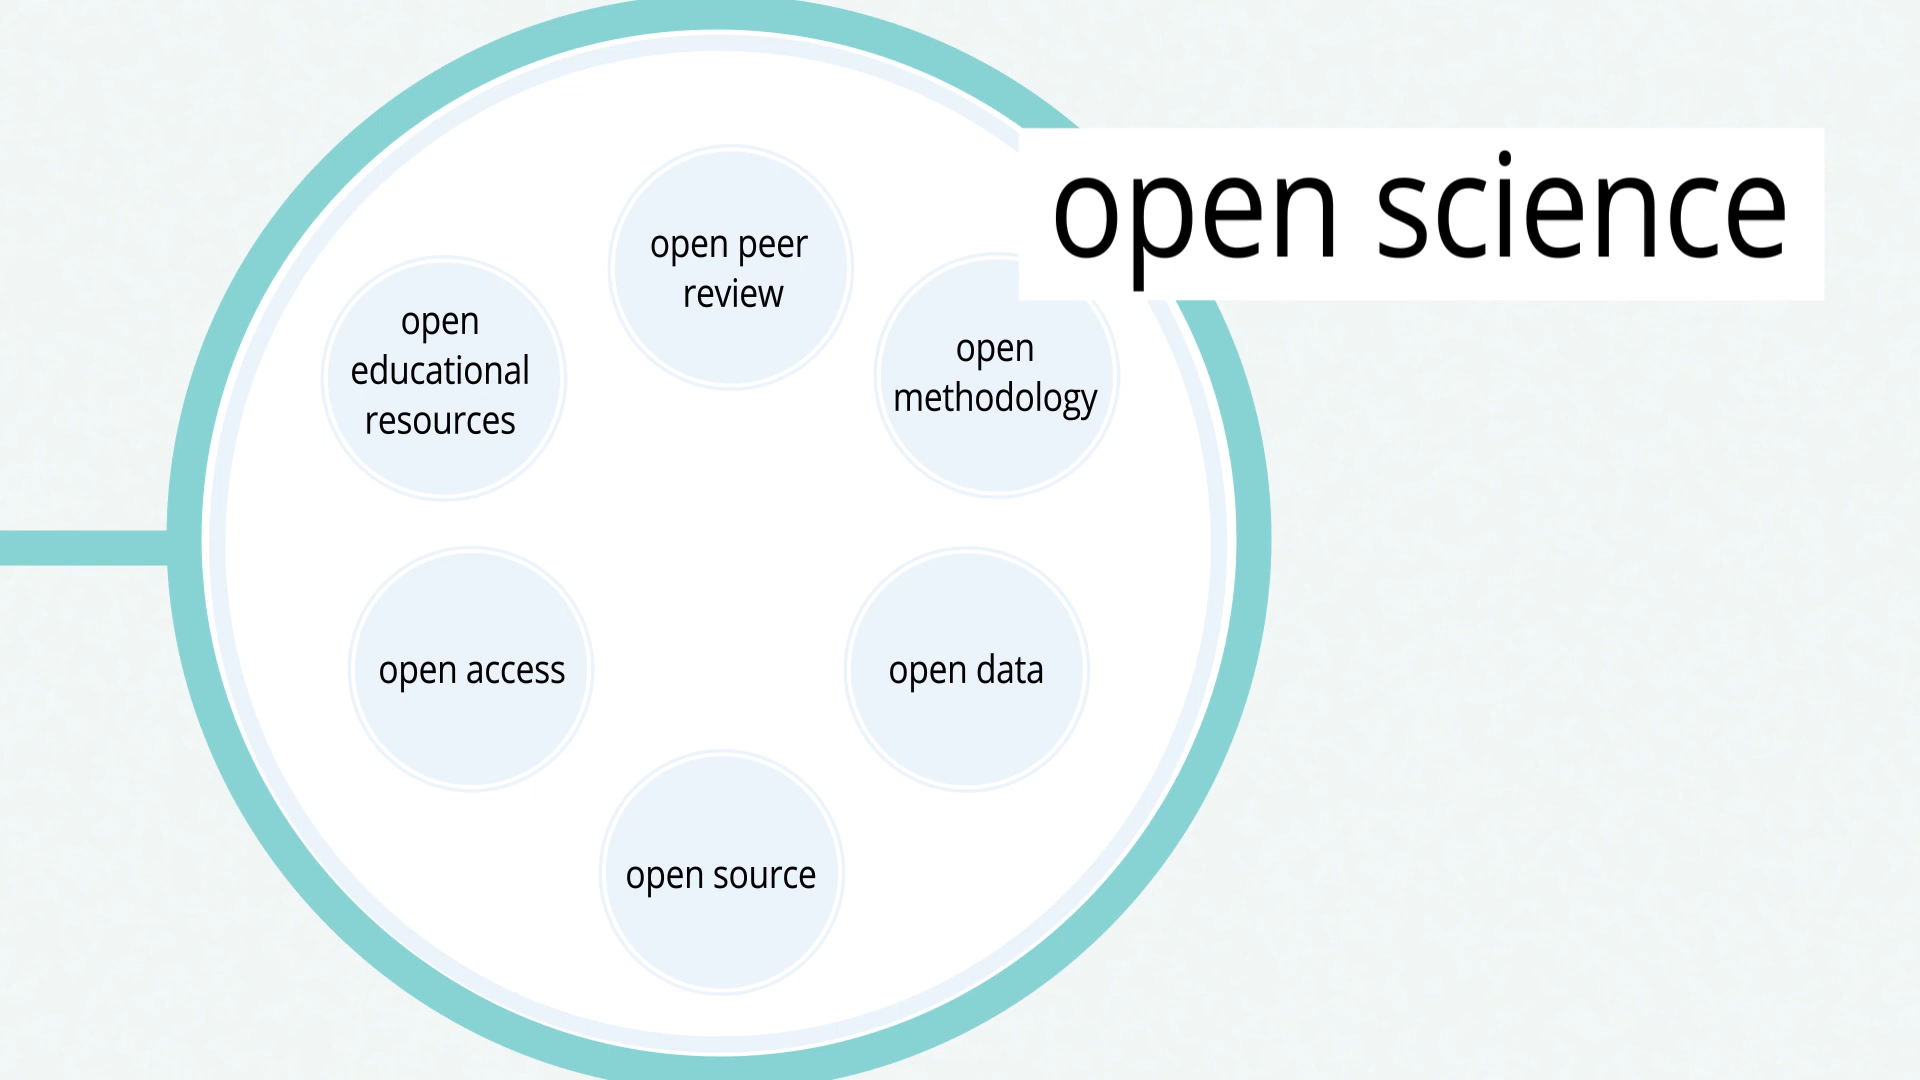 open science
open peer
review
open
educational
resources
open
methodology
open access
open data
open source